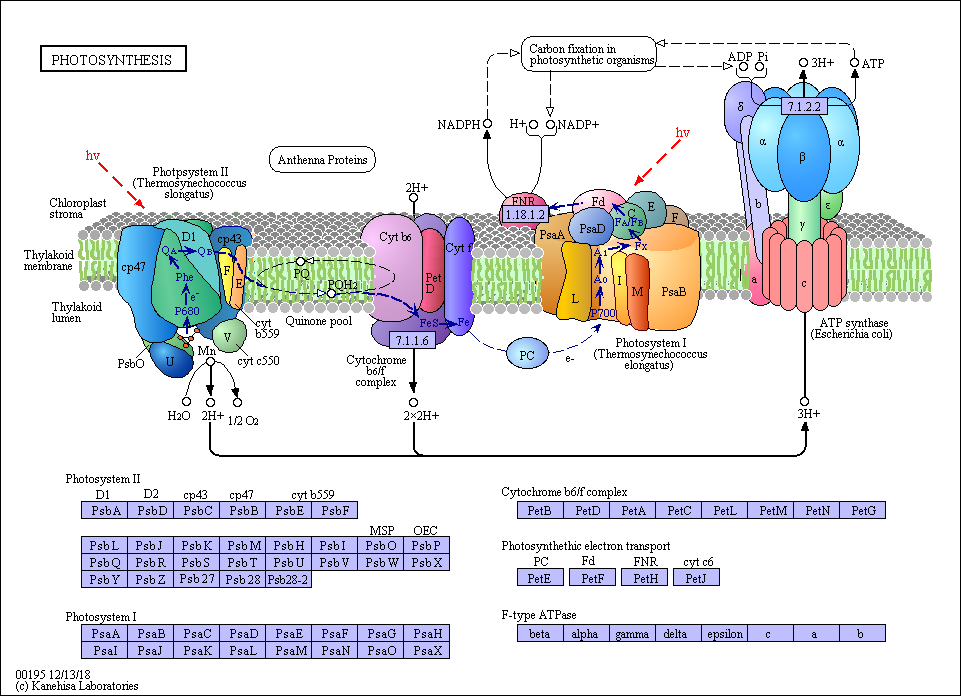 PHOTOSYNTHESIS
Carbon fixation in
photosynthetic organisms
ADP Pi
3H+
ATP
NADPH
H+
NADP+
hv
hv
Anthenna Proteins
Photpsystem II
(Thermosynechococcus
elongatus)
Chloroplast
stroma
Thylakoid
membrane
Thylakoid
lumen
2H+
7.1.2.2
δ
α
β
α
b
ε
γ
a
c
FNR
1.18.1.2
Fd
PsaA
PsaD
C
E
F
FA/FB
Fx
A1
A0
P700
L
I
M
PsaB
D1
cp43
cp47
QA
QB
F
E
Phe
e-
P680
PQ
PQH2
Quinone pool
Cyt b6
Pet
D
Cyt f
FeS
Fe
7.1.1.6
cyt
b559
V
cyt c550
PsbO
U
Mn
H2O
2H+
1/2 O2
Cytochrome
b6/f
complex
2×2H+
PC
e-
Photosystem I
(Thermosynechococcus
elongatus)
ATP synthase
(Escherichia coli)
3H+
Photosystem II
D1 D2 cp43 cp47 cyt b559
PsbA PsbD PsbC PsbB PsbE PsbF
MSP OEC
PsbL PsbJ PsbK PsbM PsbH PsbI PsbO PsbP
PsbQ PsbR PsbS PsbT PsbU PsbV PsbW PsbX
PsbY PsbZ Psb27 Psb28 Psb28-2
Photosystem I
PsaA PsaB PsaC PsaD PsaE PsaF PsaG PsaH
PsaI PsaJ PsaK PsaL PsaM PsaN PsaO PsaX
Cytochrome b6/f complex
PetB PetD PetA PetC PetL PetM PetN PetG
Photosynthethic electron transport
PC Fd FNR cyt c6
PetE PetF PetH PetJ
F-type ATPase
beta alpha gamma delta epsilon c a b
00195 12/13/18
(c) Kanehisa Laboratories